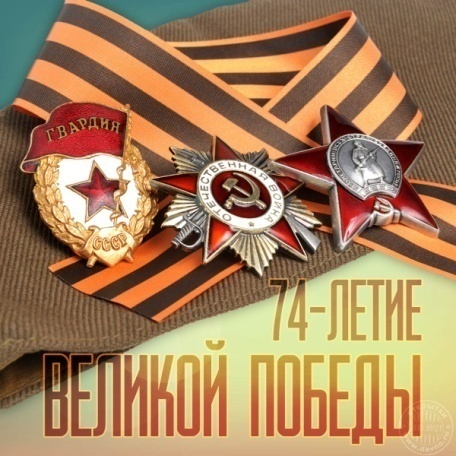 ГВАРДИЯ
СССР
ОТЕЧЕСТВЕННАЯ ВОЙНА
74-ЛЕТИЕ
ВЕЛИКОЙ ПОБЕДЫ